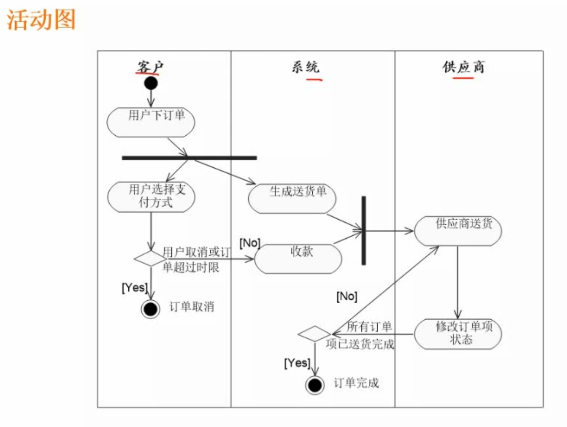 活动图
客户
系统
供应商
用户下订单
用户选择支
付方式
生成送货单
供应商送货
用户取消或订
单超过时限
[No]
收款
[Yes]
订单取消
[No]
所有订单
项已送货完成
修改订单项
状态
[Yes]
订单完成